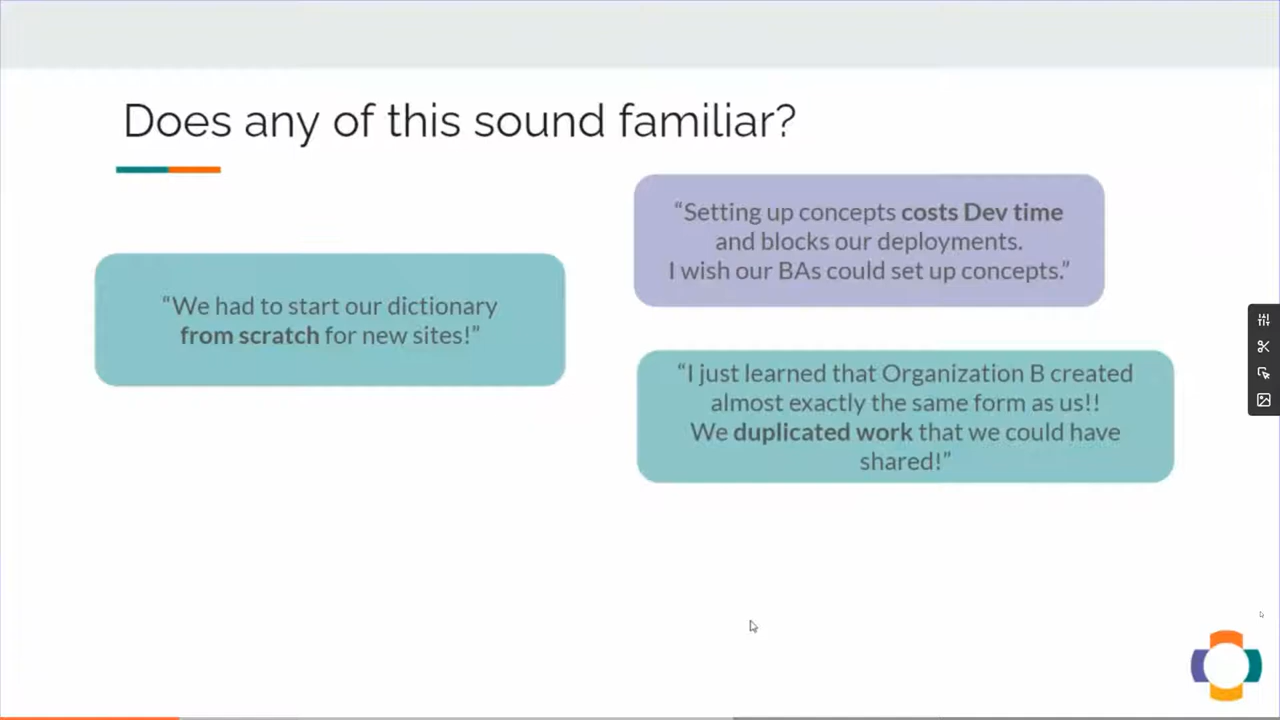 Does any of this sound familiar?
“Setting up concepts costs Dev time
and blocks our deployments.
I wish our BAs could set up concepts.”
“We had to start our dictionary
from scratch for new sites!”
“I just learned that Organization B created
almost exactly the same form as us!!
We duplicated work that we could have
shared!”